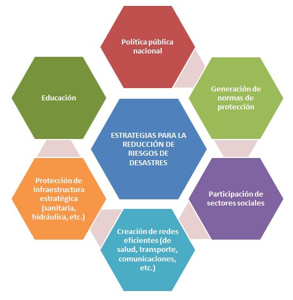 Política pública
nacional
Generación de
normas de
protección
Participación de
sectores sociales
Creación de redes
eficientes (de
salud, transporte,
comunicaciones,
etc.)
Protección de
infraestructura
estratégica
(sanitaria,
hidráulica, etc.)
Educación
ESTRATEGIAS PARA LA
REDUCCIÓN DE
RIESGOS DE
DESASTRES